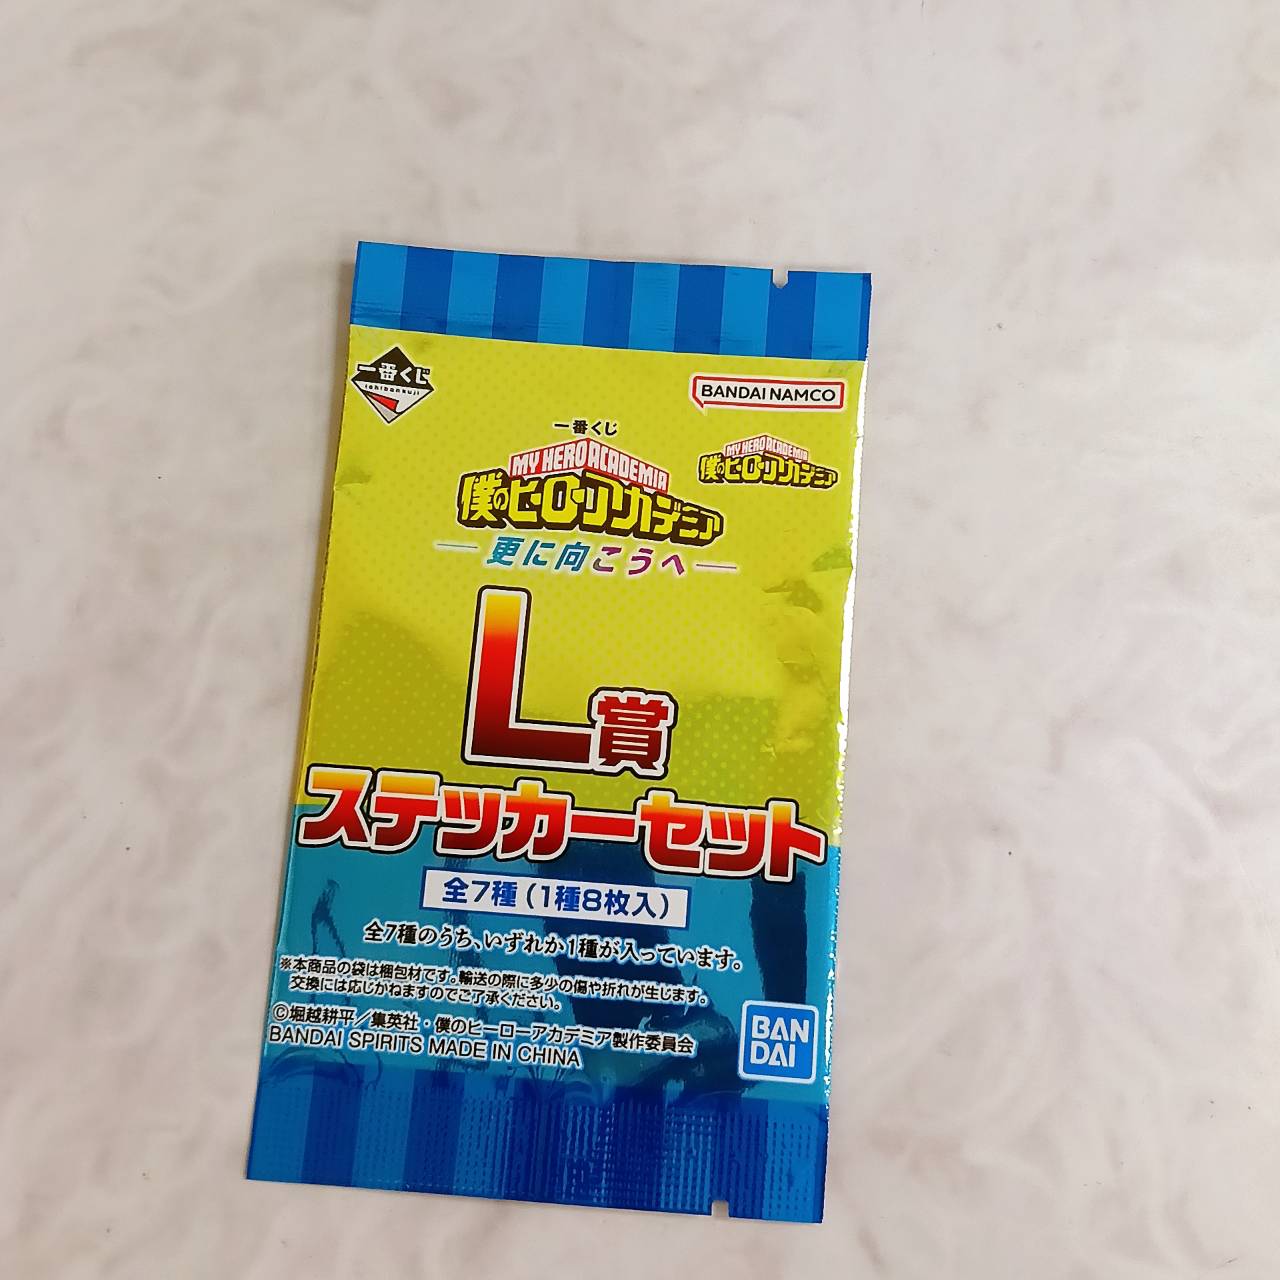 一番くじ
ichibankuji
BANDAI NAMCO
一番くじ
MY HERO ACADEMIA
僕のヒーローアカデミア
MY HERO ACADEMIA
僕のヒーローアカデミア
更に向こうへ
L賞
ステッカーセット
全7種(1種8枚入)
全7種のうち、いずれか1種が入っています。
※本商品の袋は梱包材です。輸送の際に多少の傷や折れが生じます。
交換には応じかねますのでご了承ください。
©堀越耕平/集英社・僕のヒーローアカデミア製作委員会
BANDAI SPIRITS MADE IN CHINA
BAN
DAI